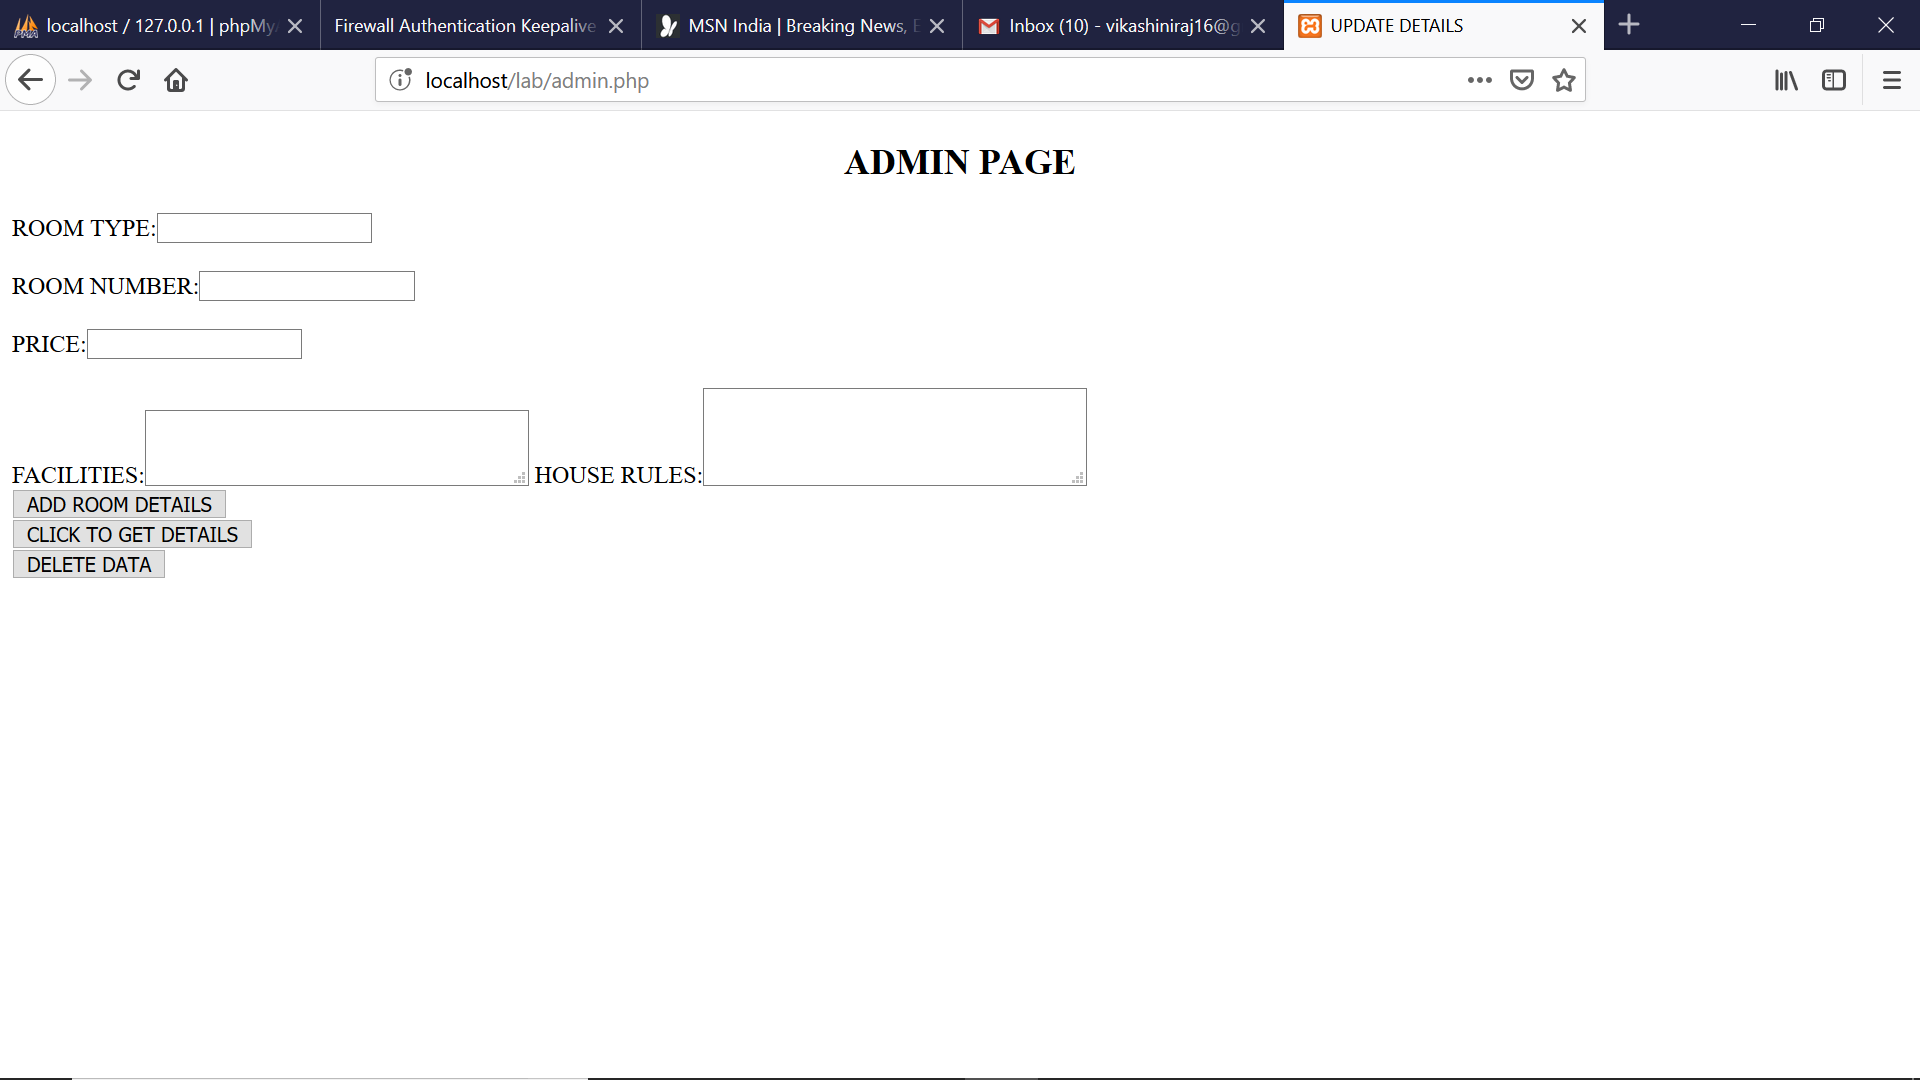 localhost / 127.0.0.1 | phpMy
Firewall Authentication Keepalive
MSN India | Breaking News,
Inbox (10) - vikashiniraj16@g
UPDATE DETAILS
localhost/lab/admin.php
ADMIN PAGE
ROOM TYPE:
ROOM NUMBER:
PRICE:
FACILITIES: HOUSE RULES:
ADD ROOM DETAILS
CLICK TO GET DETAILS
DELETE DATA